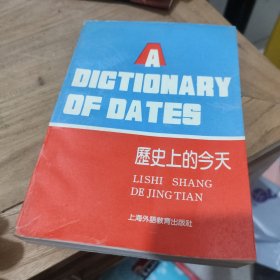 A
DICTIONARY
OF DATES
歷史上的今天
LISHI SHANG
DE JINGTIAN
上海外語教育出版社